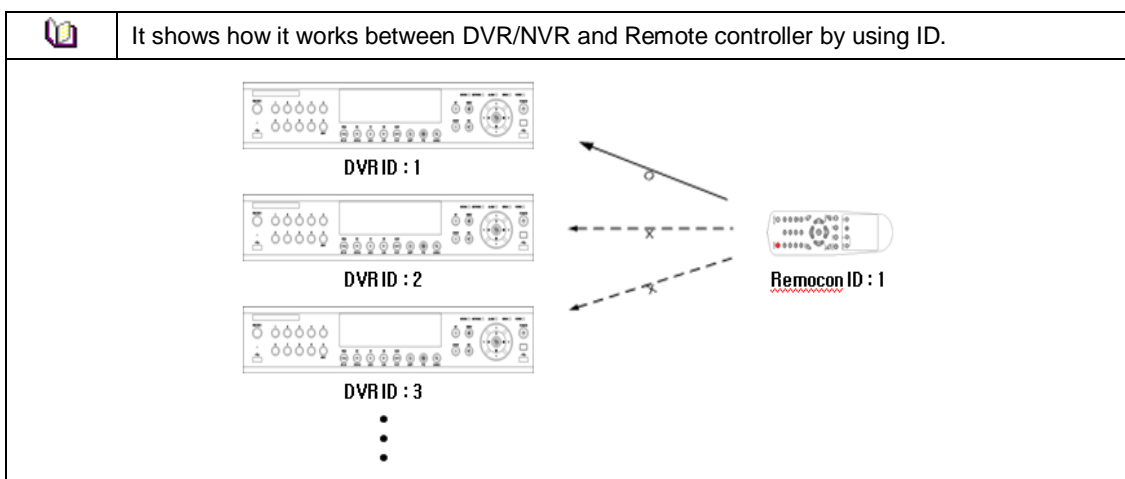 It shows how it works between DVR/NVR and Remote controller by using ID.
DVR ID : 1
O
X
DVR ID : 2
Remocon ID : 1
X
DVR ID : 3